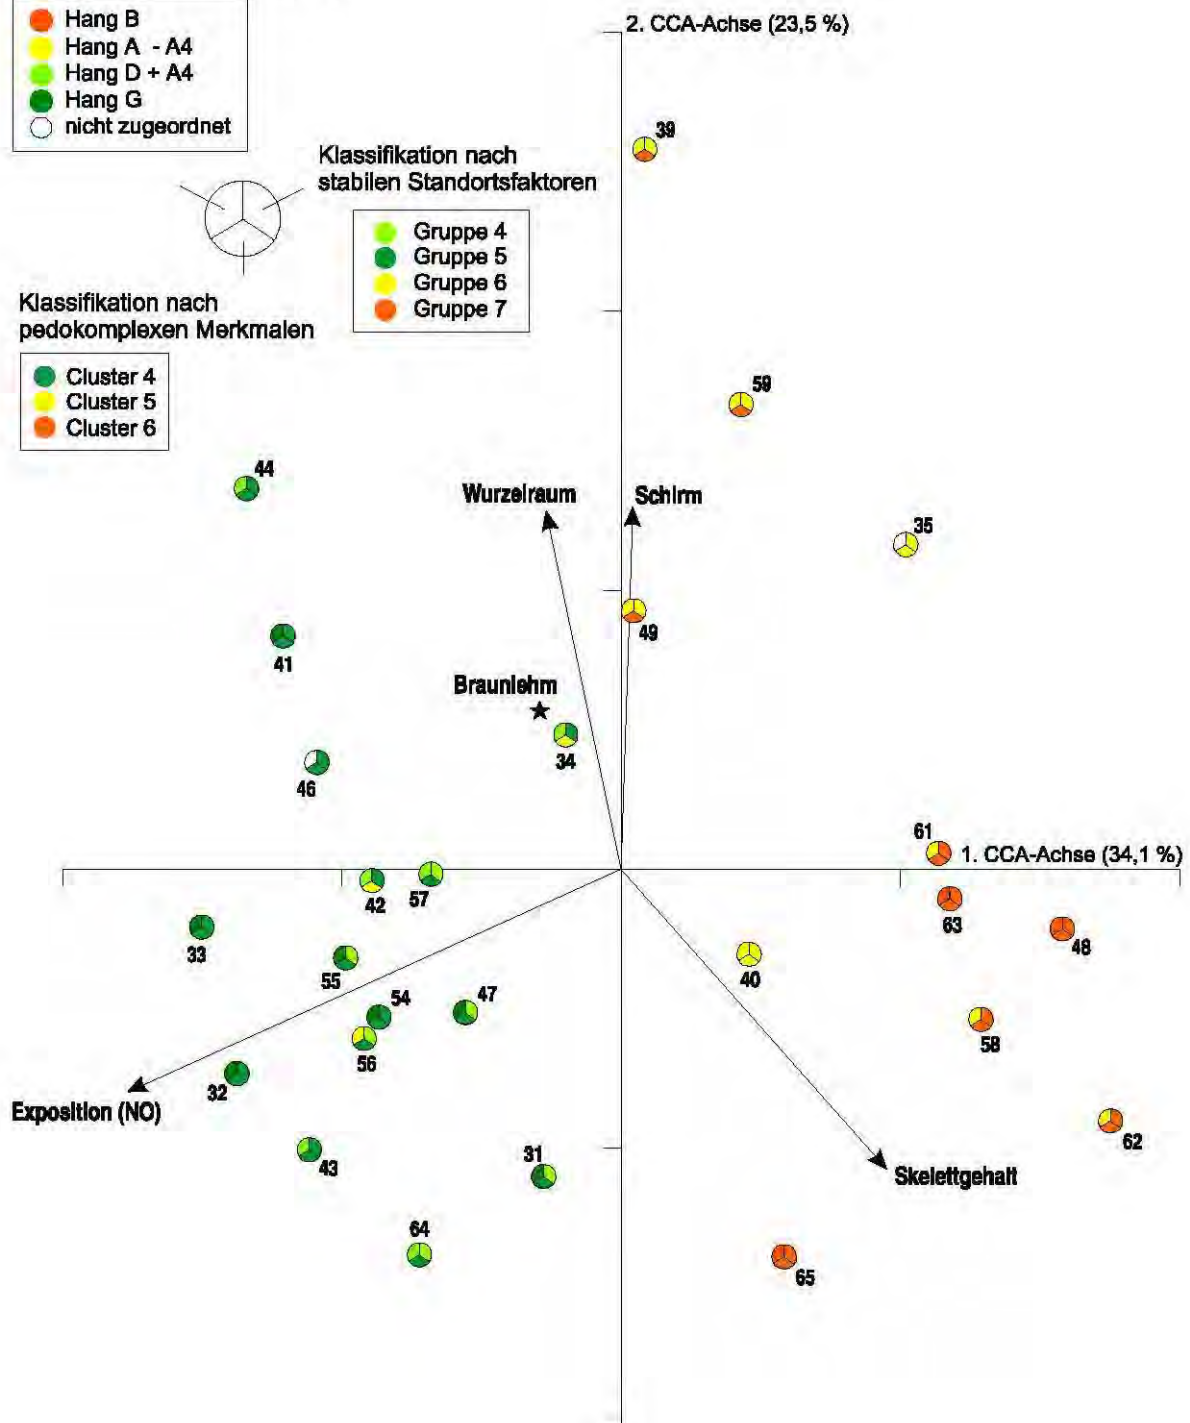 2. CCA-Achse (23,5 %)
Hang B
Hang A - A4
Hang D + A4
Hang G
nicht zugeordnet
Klassifikation nach
stabilen Standortsfaktoren
Gruppe 4
Gruppe 5
Gruppe 6
Gruppe 7
Klassifikation nach
pedokomplexen Merkmalen
Cluster 4
Cluster 5
Cluster 6
39
59
44
Wurzelraum
Schirm
35
49
41
Braunlehm
34
46
61
1. CCA-Achse (34,1 %)
57
42
63
48
33
40
55
54
47
58
56
32
Exposition (NO)
62
43
31
Skelettgehalt
64
65